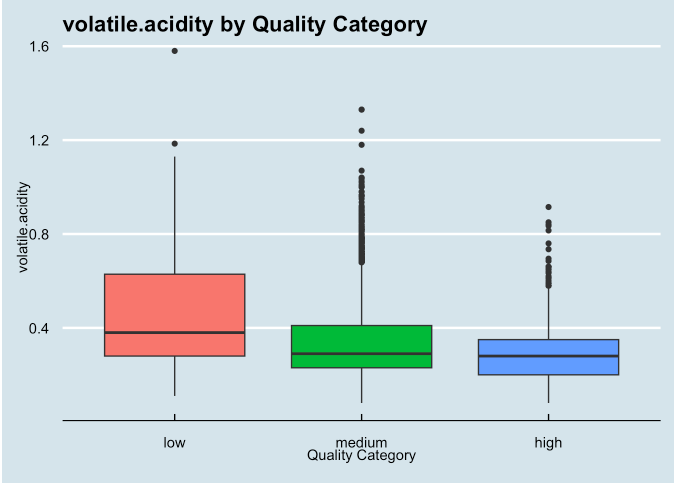 volatile.acidity by Quality Category
1.6
1.2
0.8
0.4
volatile.acidity
low medium high
Quality Category